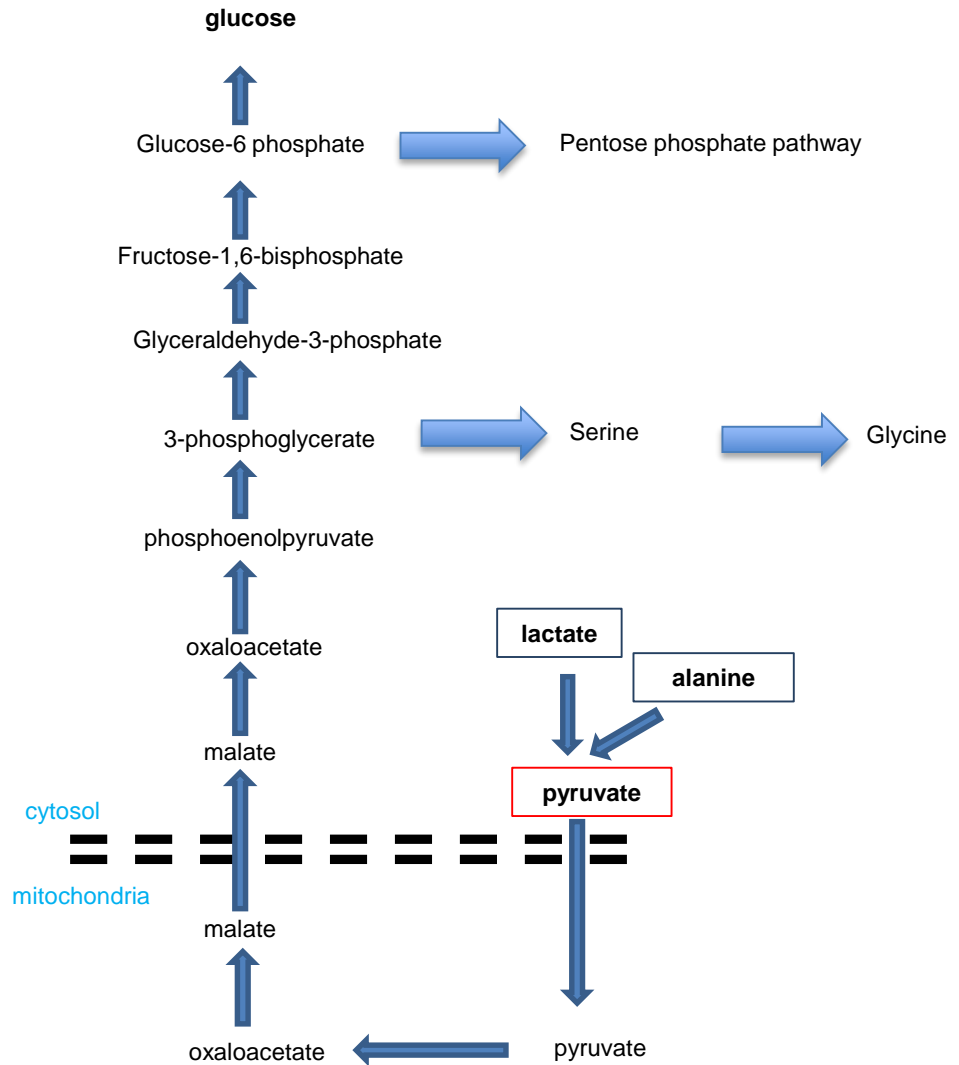 glucose
Glucose-6 phosphate
Pentose phosphate pathway
Fructose-1,6-bisphosphate
Glyceraldehyde-3-phosphate
3-phosphoglycerate
Serine
Glycine
phosphoenolpyruvate
lactate
oxaloacetate
alanine
malate
pyruvate
cytosol
mitochondria
malate
oxaloacetate
pyruvate